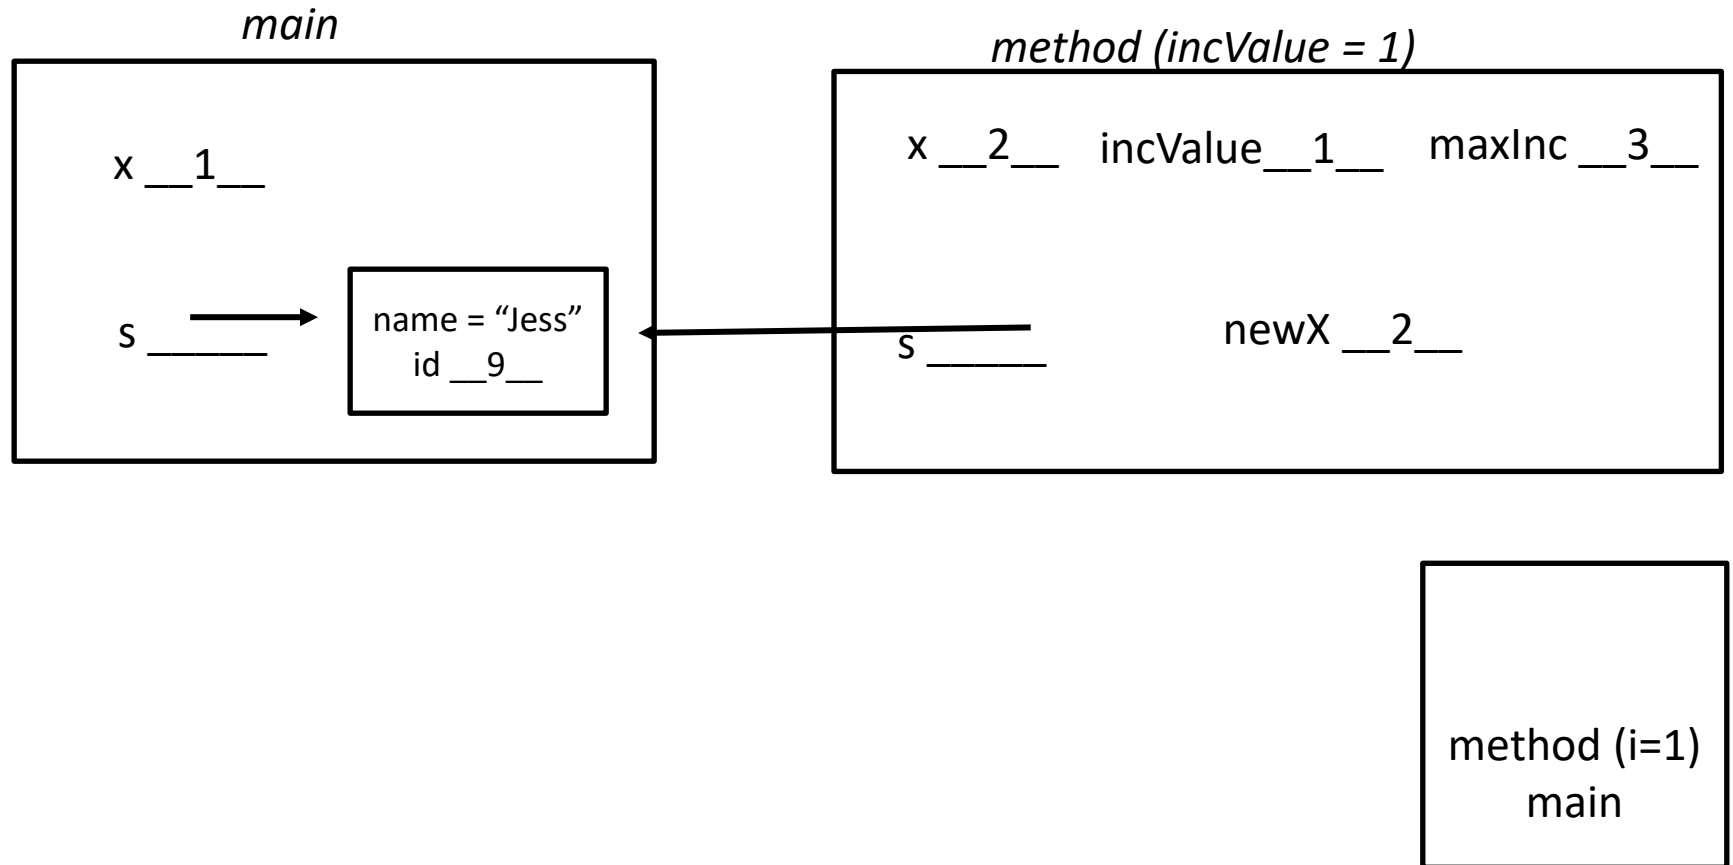 main
x __1__
s _____
name = “Jess”
id __9__
method (incValue = 1)
x __2__ incValue__1__ maxInc __3__
s _____ newX __2__
method (i=1)
main